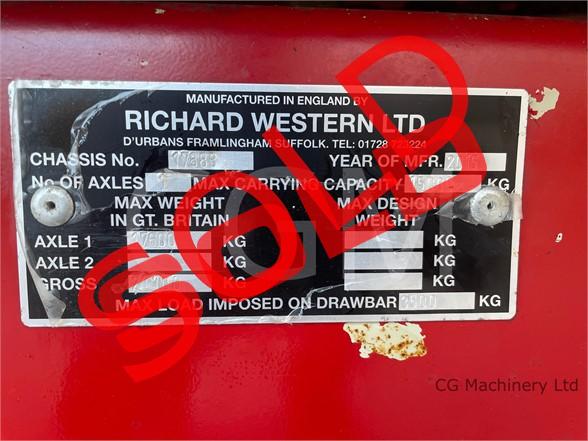 MANUFACTURED IN ENGLAND BY
RICHARD WESTERN LTD
D'URBANS FRAMLINGHAM SUFFOLK. TEL: 01728 723224
CHASSIS No. YEAR OF MFR.
No OF AXLES MAX CARRYING CAPACITY KG
MAX WEIGHT IN GT. BRITAIN MAX DESIGN WEIGHT
AXLE 1 KG KG
AXLE 2 KG KG
GROSS KG KG
MAX LOAD IMPOSED ON DRAWBAR 2500 KG
SOLD
CG Machinery Ltd